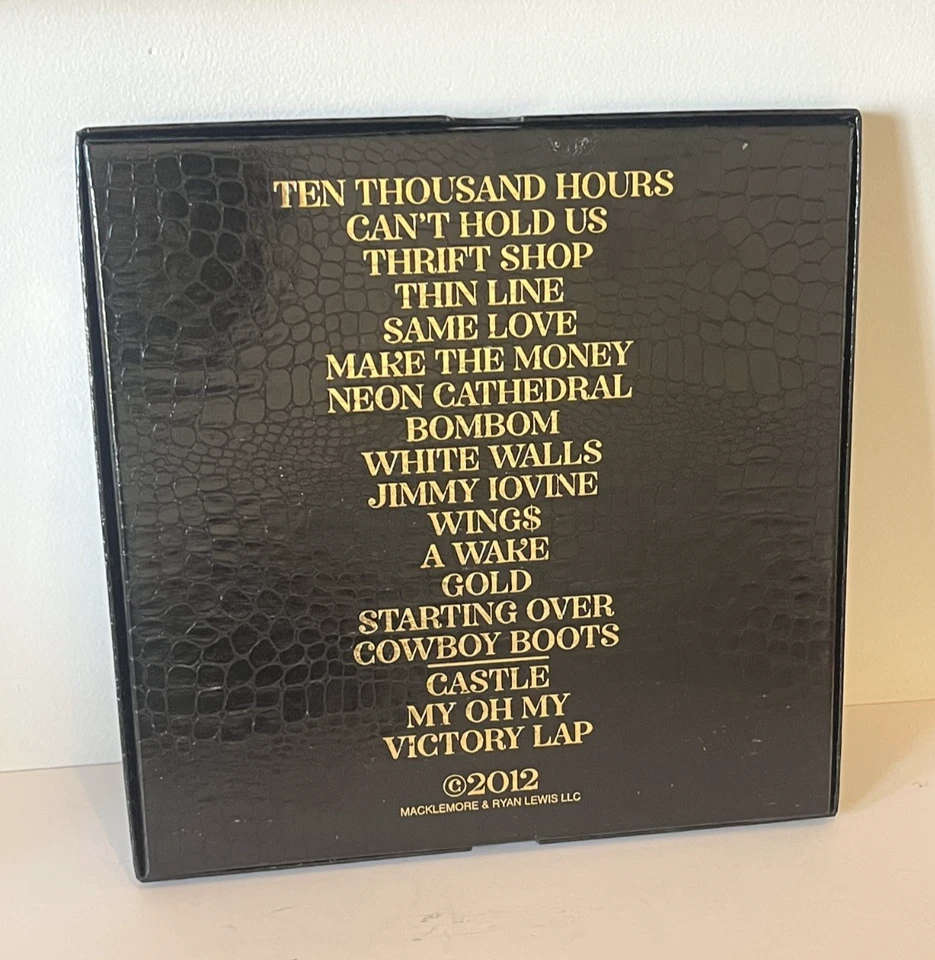 TEN THOUSAND HOURS
CAN'T HOLD US
THRIFT SHOP
THIN LINE
SAME LOVE
MAKE THE MONEY
NEON CATHEDRAL
BOMBOM
WHITE WALLS
JIMMY IOVINE
WING$
A WAKE
GOLD
STARTING OVER
COWBOY BOOTS
CASTLE
MY OH MY
VICTORY LAP
©2012
MACKLEMORE & RYAN LEWIS LLC